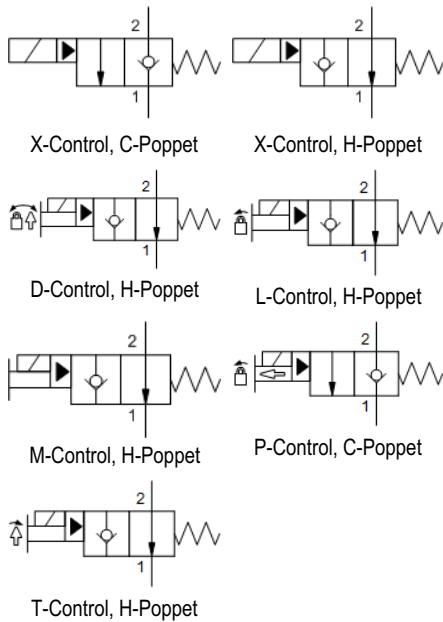 2 2
1 1
X-Control, C-Poppet X-Control, H-Poppet
2 2
1 1
D-Control, H-Poppet L-Control, H-Poppet
2 2
1 1
M-Control, H-Poppet P-Control, C-Poppet
2
1
T-Control, H-Poppet